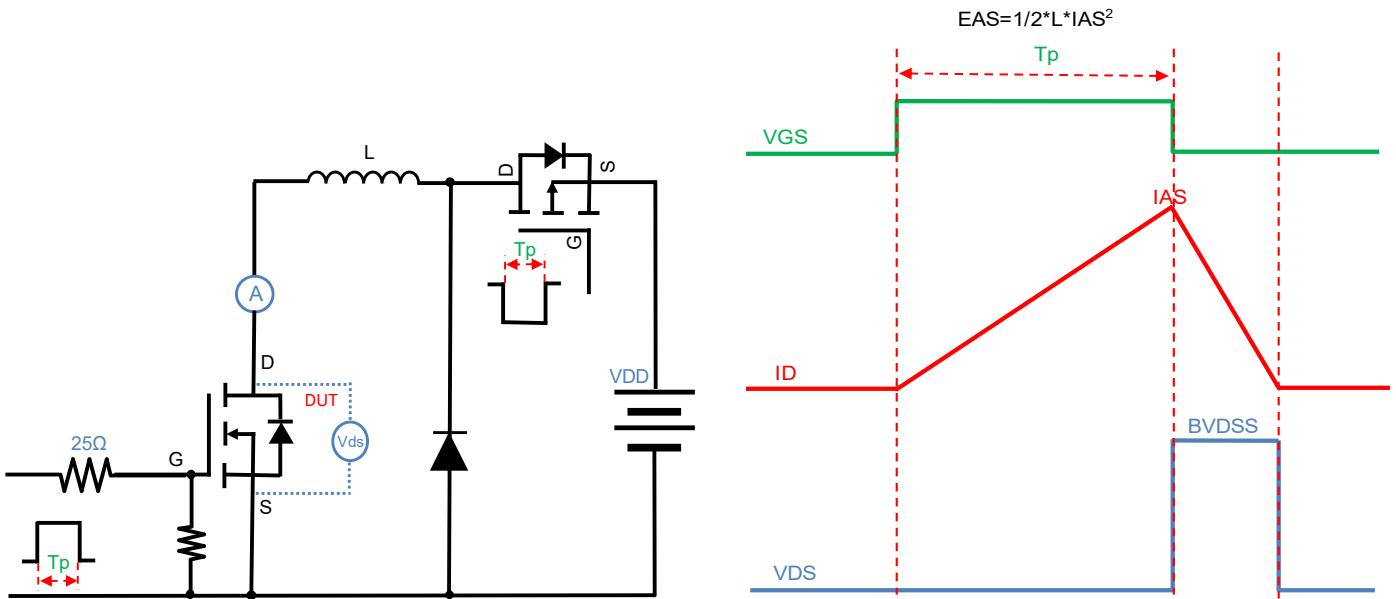 L
D
S
G
Tp
A
D
DUT
Vds
25Ω
G
S
Tp
VDD
EAS=1/2*L*IAS²
Tp
VGS
IAS
ID
BVDSS
VDS